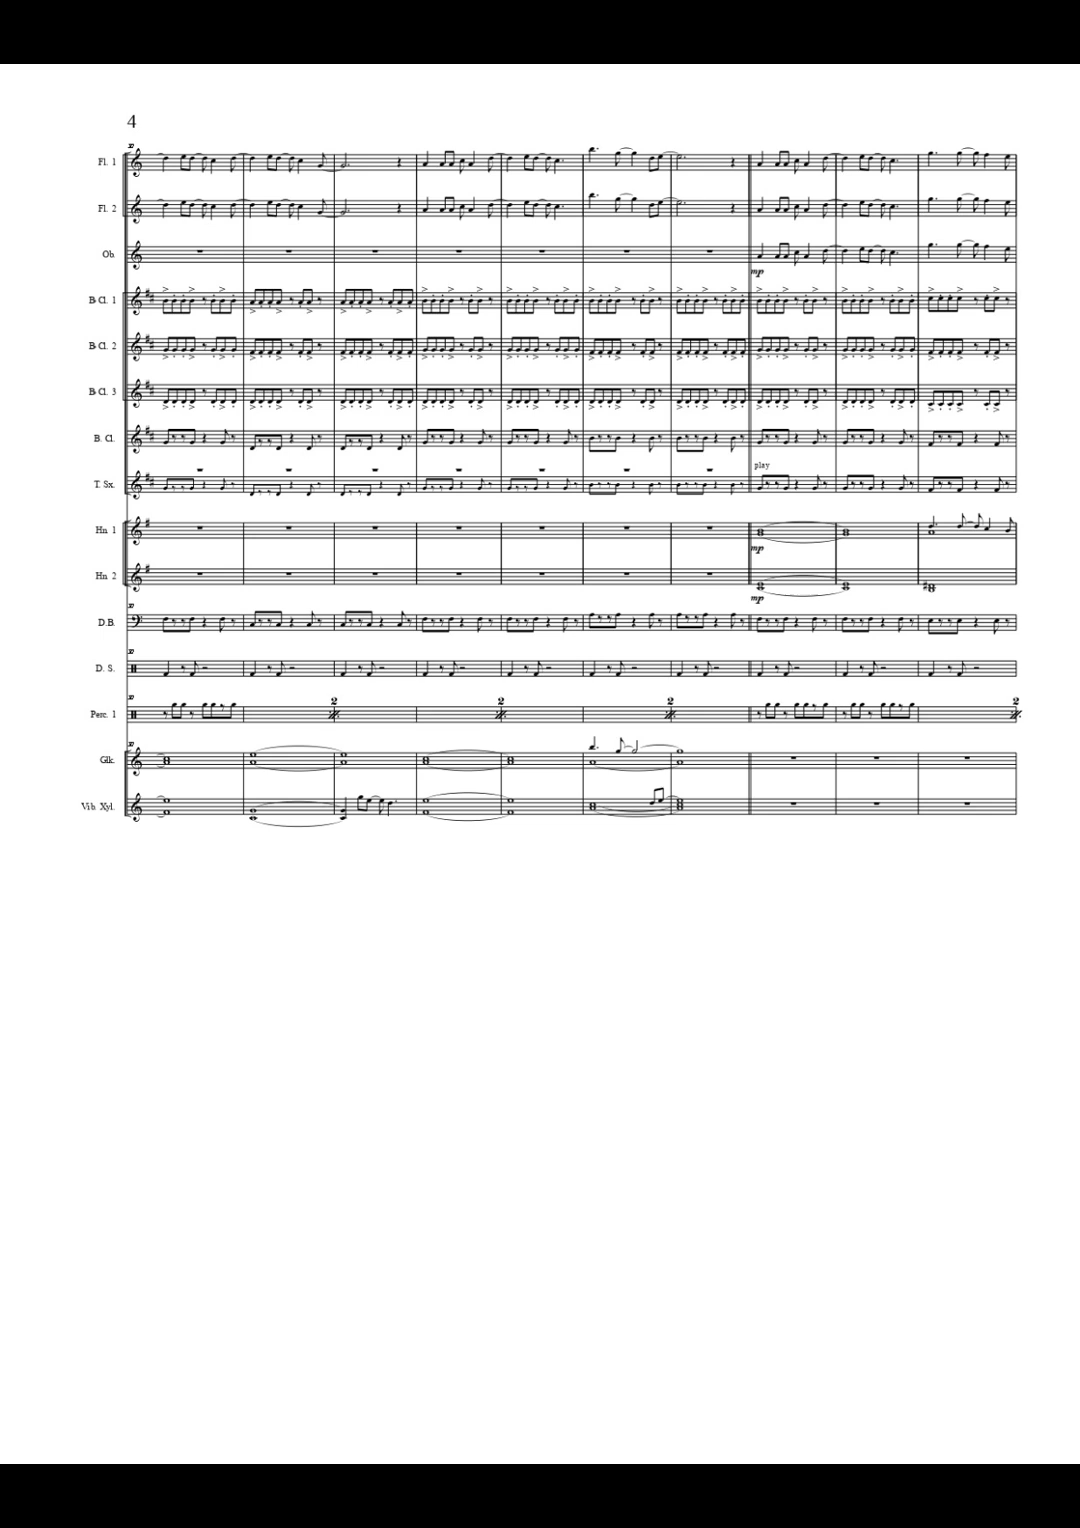 4
Fl. 1
Fl. 2
Ob.
B♭ Cl. 1
B♭ Cl. 2
B♭ Cl. 3
B. Cl.
play
T. Sx.
Hn. 1
mp
Hn. 2
mp
D.B.
D. S.
2 2 2 2
Perc. 1
Glk.
Vib. Xyl.